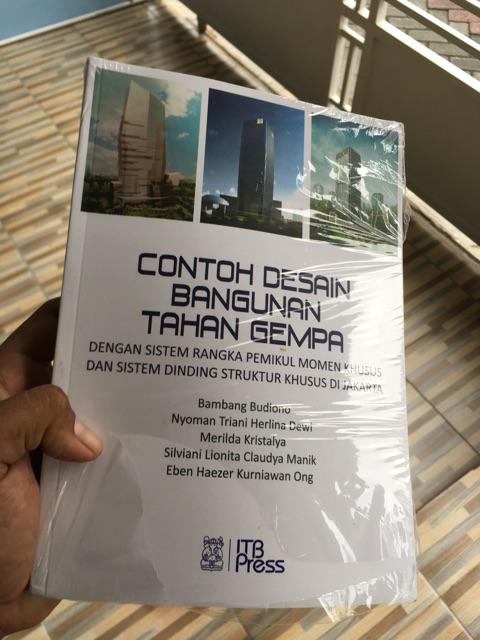 CONTOH DESAIN
BANGUNAN
TAHAN GEMPA
DENGAN SISTEM RANGKA PEMIKUL MOMEN KHUSUS
DAN SISTEM DINDING STRUKTUR KHUSUS DI JAKARTA
Bambang Budiono
Nyoman Triani Herlina Dewi
Merilda Kristalya
Silviani Lionita Claudya Manik
Eben Haezer Kurniawan Ong
ITB
Press